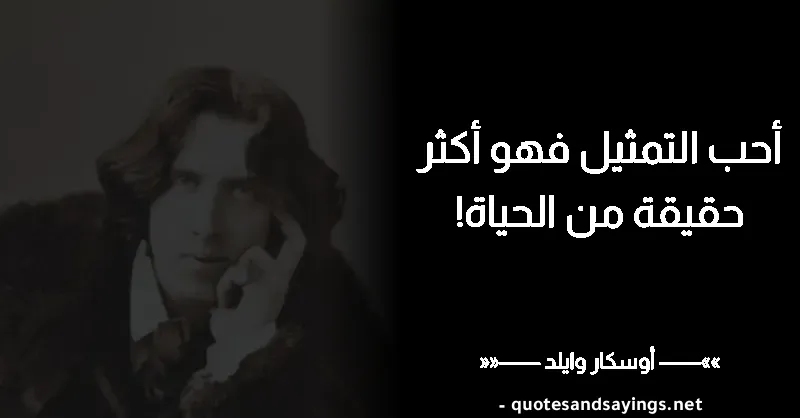 أحب التمثيل فهو أكثر
حقيقة من الحياة!
»»—— أوسكار وايلد ——««
- quotesandsayings.net